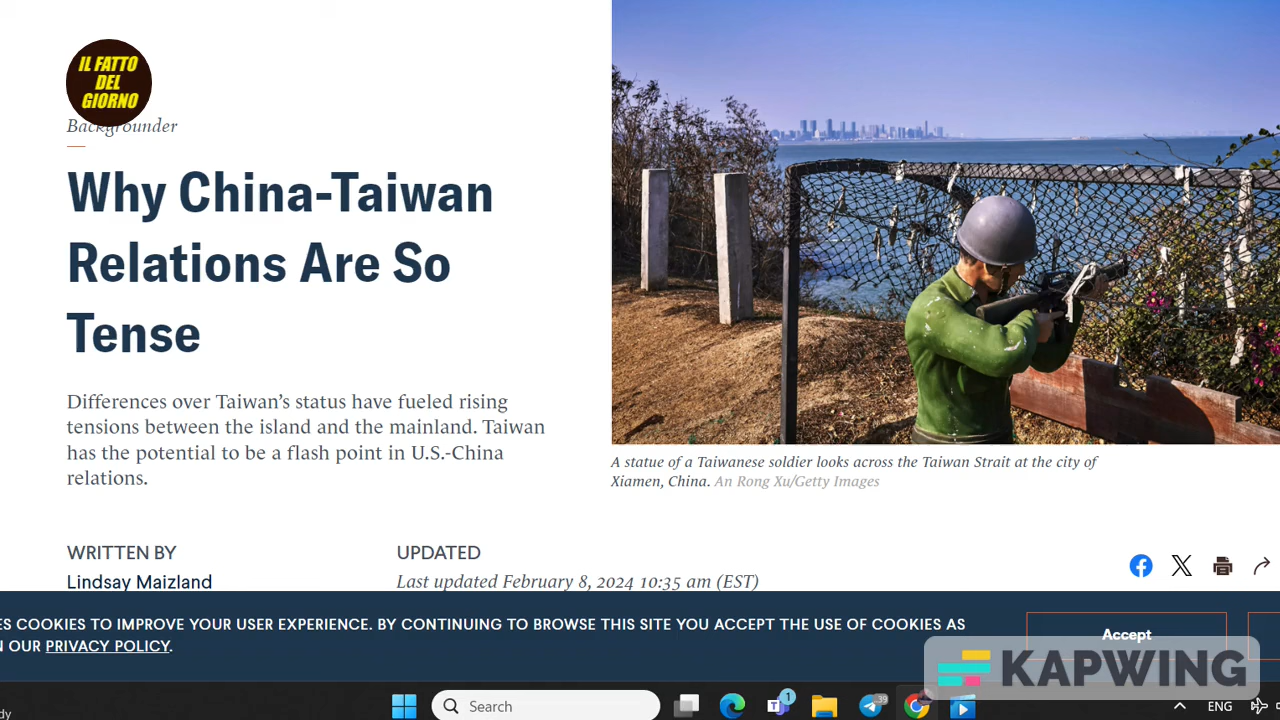 IL FATTO
DEL
GIORNO
Backgrounder
Why China-Taiwan
Relations Are So
Tense
Differences over Taiwan’s status have fueled rising
tensions between the island and the mainland. Taiwan
has the potential to be a flash point in U.S.-China
relations.
A statue of a Taiwanese soldier looks across the Taiwan Strait at the city of
Xiamen, China. An Rong Xu/Getty Images
WRITTEN BY
Lindsay Maizland
UPDATED
Last updated February 8, 2024 10:35 am (EST)
COOKIES TO IMPROVE YOUR USER EXPERIENCE. BY CONTINUING TO BROWSE THIS SITE YOU ACCEPT THE USE OF COOKIES AS
OUR PRIVACY POLICY.
Accept
KAPWING
Search
1
39
ENG